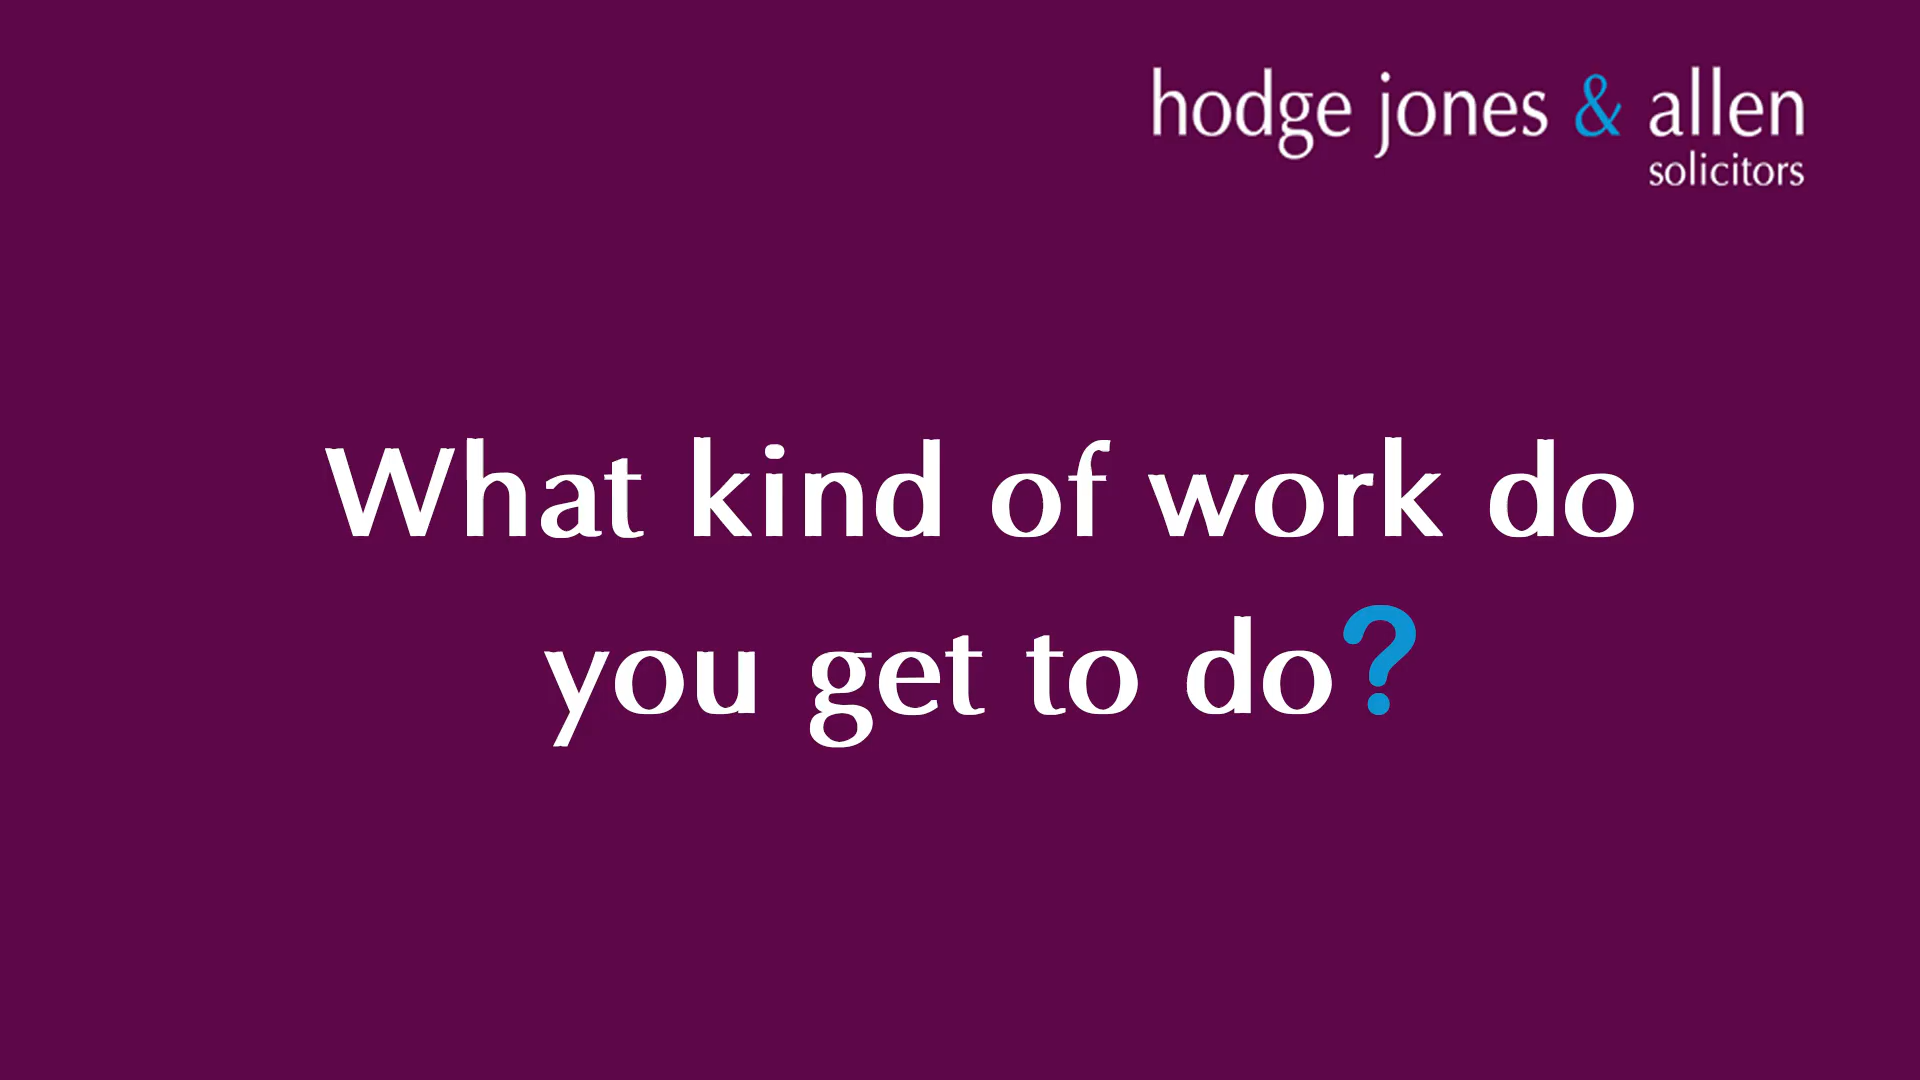 hodge jones & allen
solicitors
What kind of work do
you get to do?